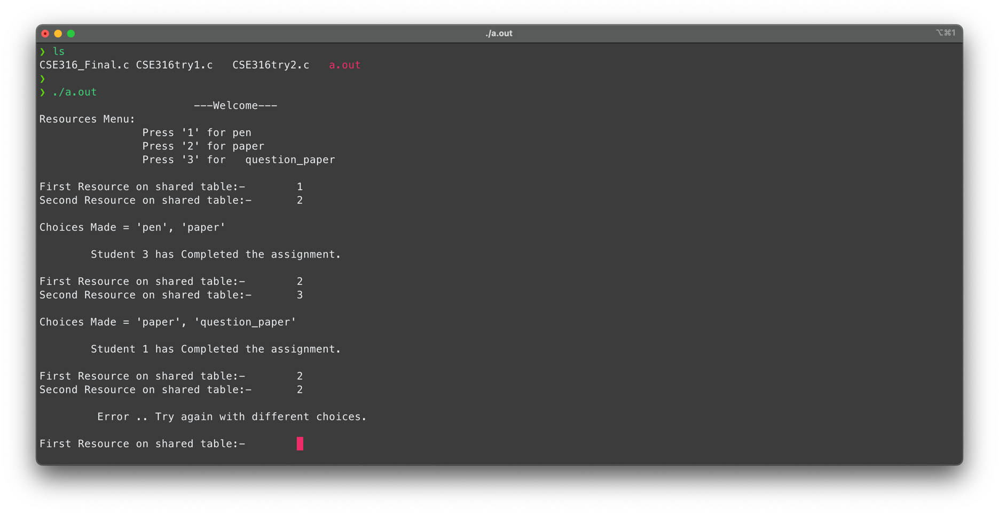 ./a.out
⌥⌘1
❯ ls
CSE316_Final.c CSE316try1.c   CSE316try2.c   a.out
❯
❯ ./a.out
                        ---Welcome---
Resources Menu:
                Press '1' for pen
                Press '2' for paper
                Press '3' for   question_paper
First Resource on shared table:-        1
Second Resource on shared table:-       2
Choices Made = 'pen', 'paper'
        Student 3 has Completed the assignment.
First Resource on shared table:-        2
Second Resource on shared table:-       3
Choices Made = 'paper', 'question_paper'
        Student 1 has Completed the assignment.
First Resource on shared table:-        2
Second Resource on shared table:-       2
         Error .. Try again with different choices.
First Resource on shared table:-